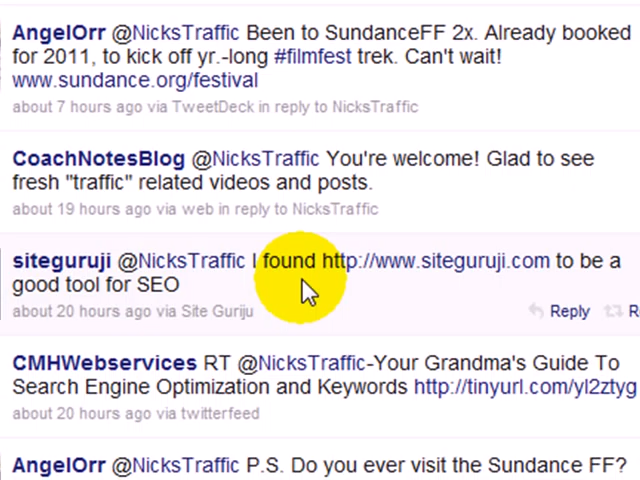 AngelOrr @NicksTraffic Been to SundanceFF 2x. Already booked
for 2011, to kick off yr.-long #filmfest trek. Can't wait!
www.sundance.org/festival
about 7 hours ago via TweetDeck in reply to NicksTraffic
CoachNotesBlog @NicksTraffic You're welcome! Glad to see
fresh "traffic" related videos and posts.
about 19 hours ago via web in reply to NicksTraffic
siteguruji @NicksTraffic I found http://www.siteguruji.com to be a
good tool for SEO
about 20 hours ago via Site Guriju Reply R
CMHWebservices RT @NicksTraffic-Your Grandma's Guide To
Search Engine Optimization and Keywords http://tinyurl.com/yl2ztyg
about 20 hours ago via twitterfeed
AngelOrr @NicksTraffic P.S. Do you ever visit the Sundance FF?